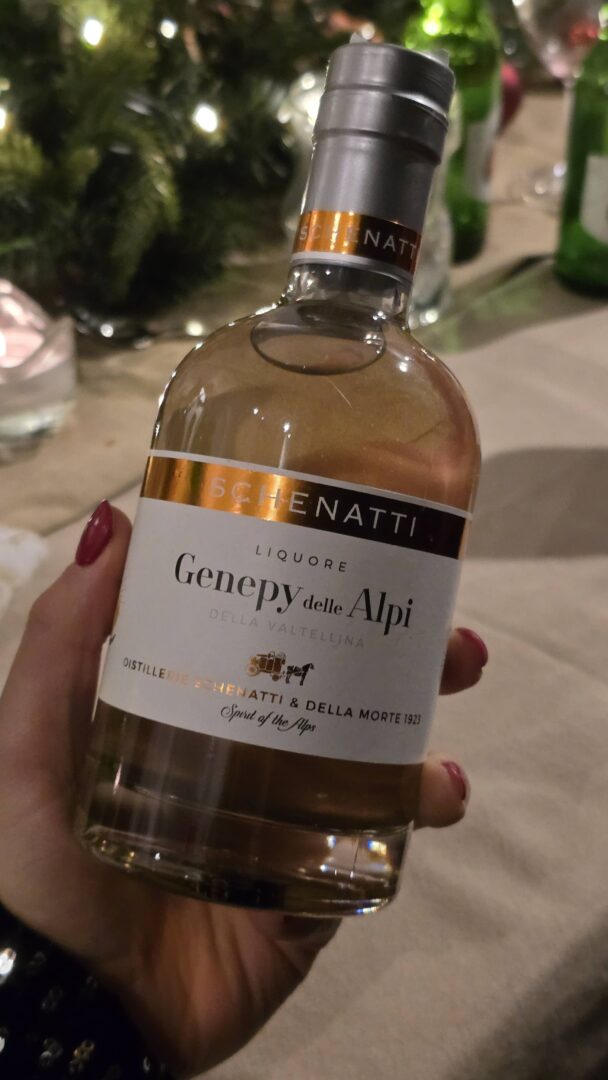 SCHENATTI
SCHENATTI
LIQUORE
Genepy delle Alpi
DELLA VALTELLINA
DISTILLERIE SCHENATTI & DELLA MORTE 1923
Spirit of the Alps